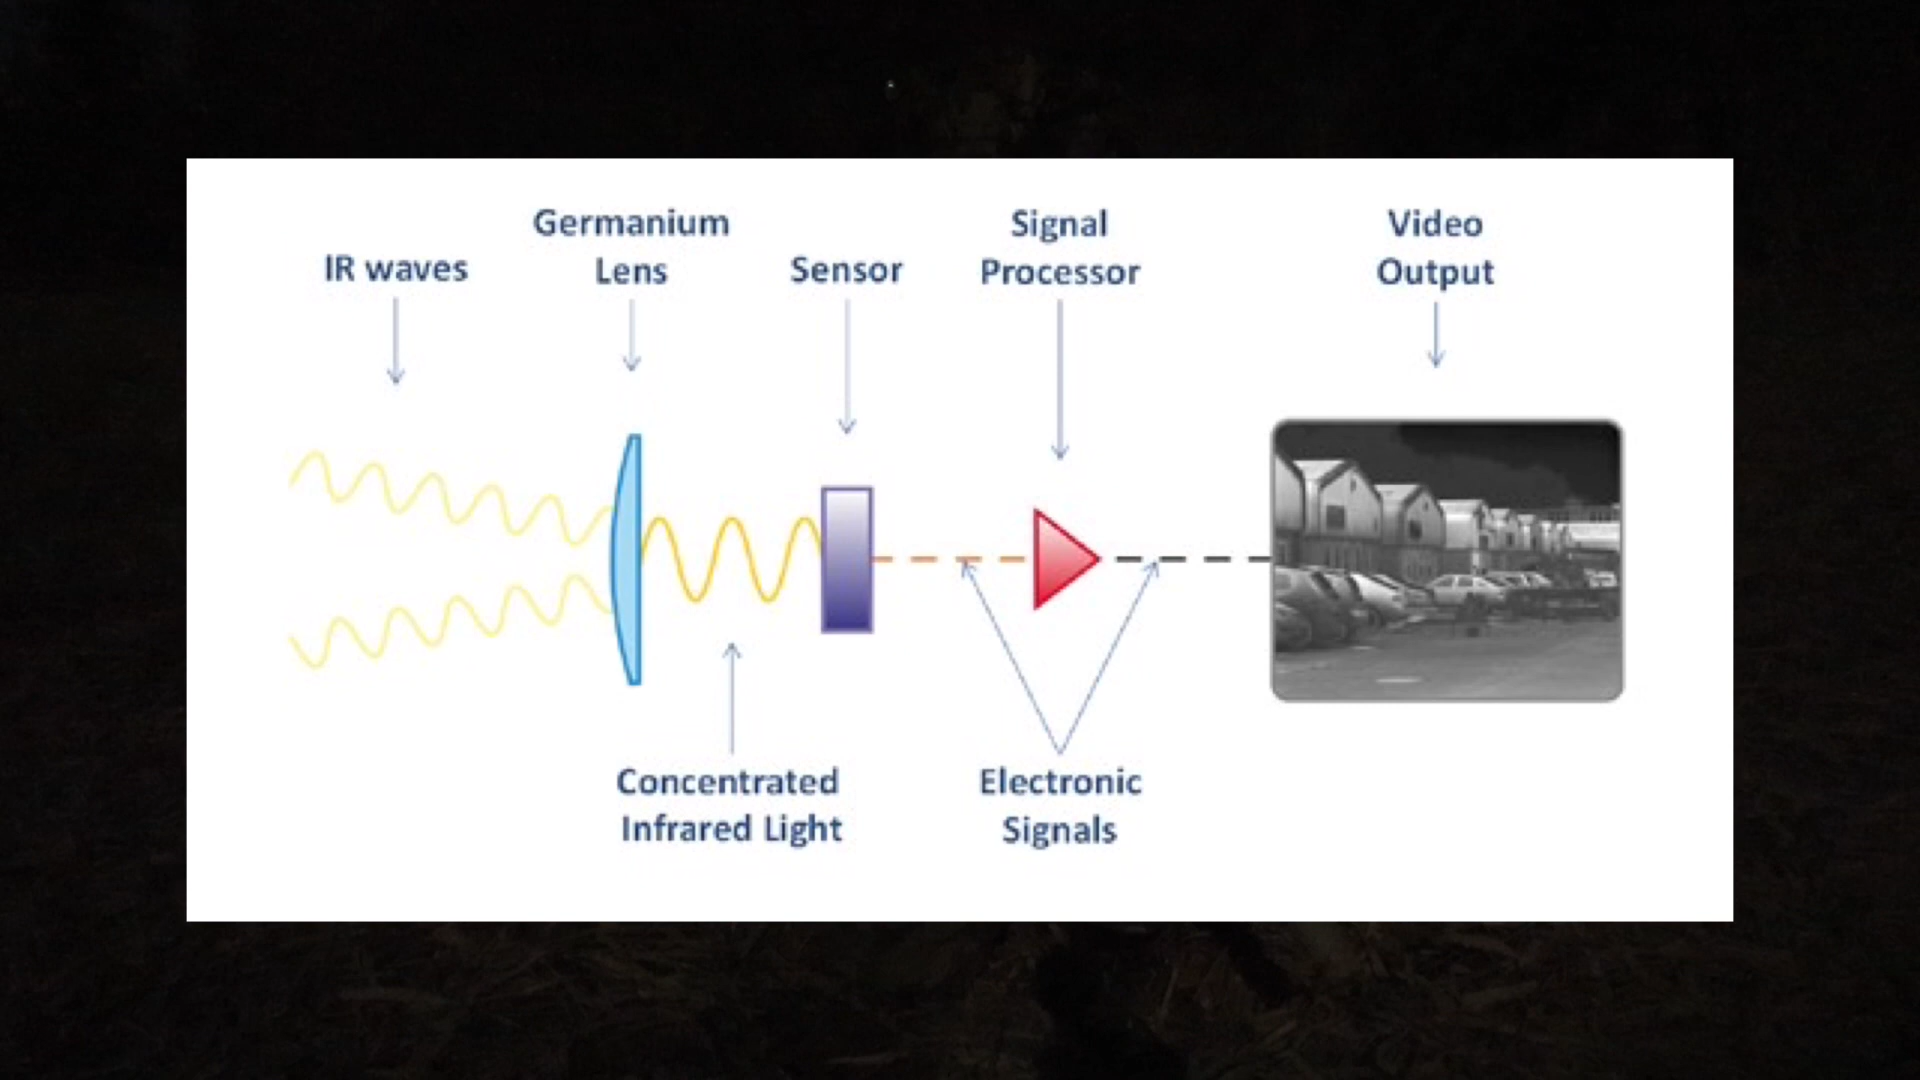 IR waves
Germanium
Lens
Sensor
Signal
Processor
Video
Output
Concentrated
Infrared Light
Electronic
Signals